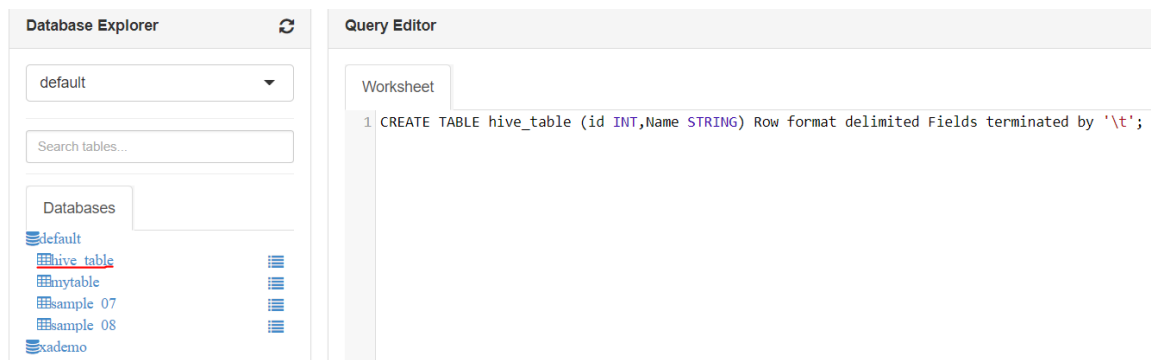 Database Explorer
default
Search tables...
Databases
default
hive_table
mytable
sample_07
sample_08
xademo
Query Editor
Worksheet
1 CREATE TABLE hive_table (id INT,Name STRING) Row format delimited Fields terminated by '\t';